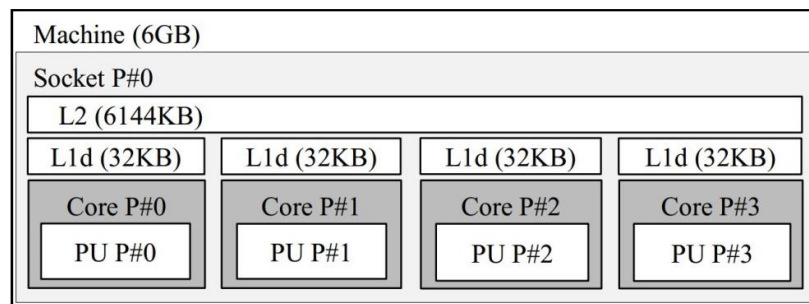 Machine (6GB)
Socket P#0
L2 (6144KB)
L1d (32KB) L1d (32KB) L1d (32KB) L1d (32KB)
Core P#0 Core P#1 Core P#2 Core P#3
PU P#0 PU P#1 PU P#2 PU P#3